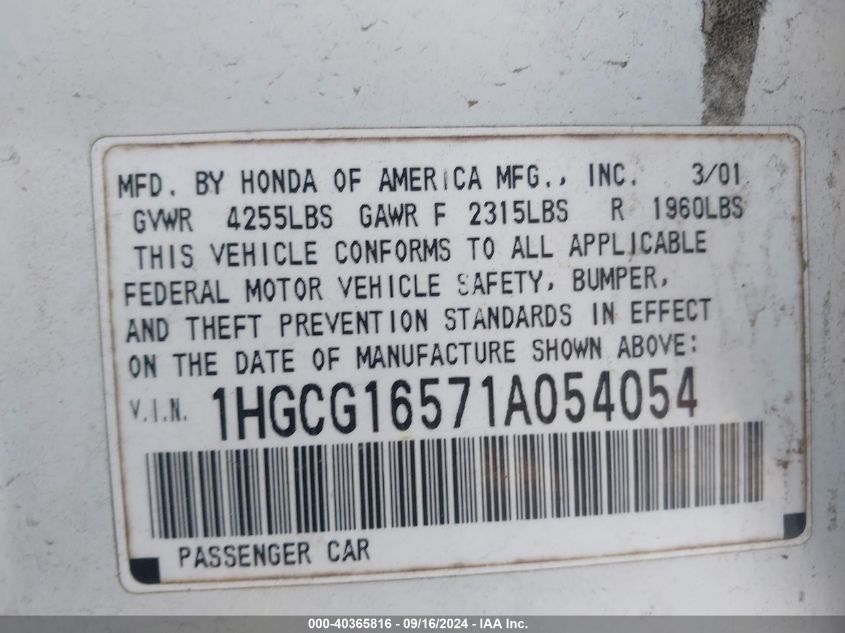 MFD. BY HONDA OF AMERICA MFG., INC. 3/01
GVWR 4255LBS GAWR F 2315LBS R 1960LBS
THIS VEHICLE CONFORMS TO ALL APPLICABLE
FEDERAL MOTOR VEHICLE SAFETY, BUMPER,
AND THEFT PREVENTION STANDARDS IN EFFECT
ON THE DATE OF MANUFACTURE SHOWN ABOVE:
V.I.N. 1HGCG16571A054054
PASSENGER CAR
000-40365816 - 09/16/2024 - IAA Inc.